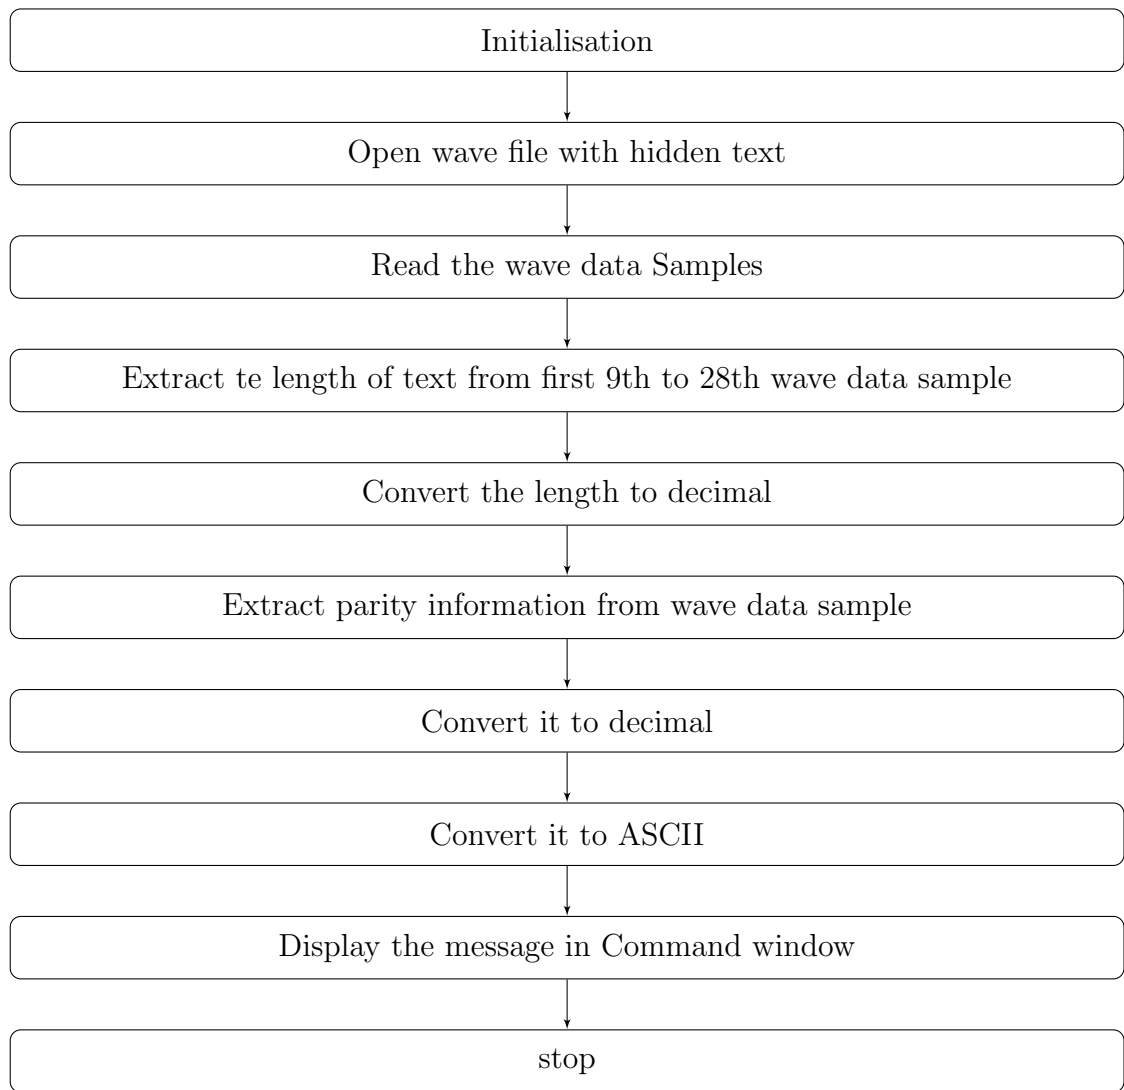 Initialisation
Open wave file with hidden text
Read the wave data Samples
Extract te length of text from first 9th to 28th wave data sample
Convert the length to decimal
Extract parity information from wave data sample
Convert it to decimal
Convert it to ASCII
Display the message in Command window
stop